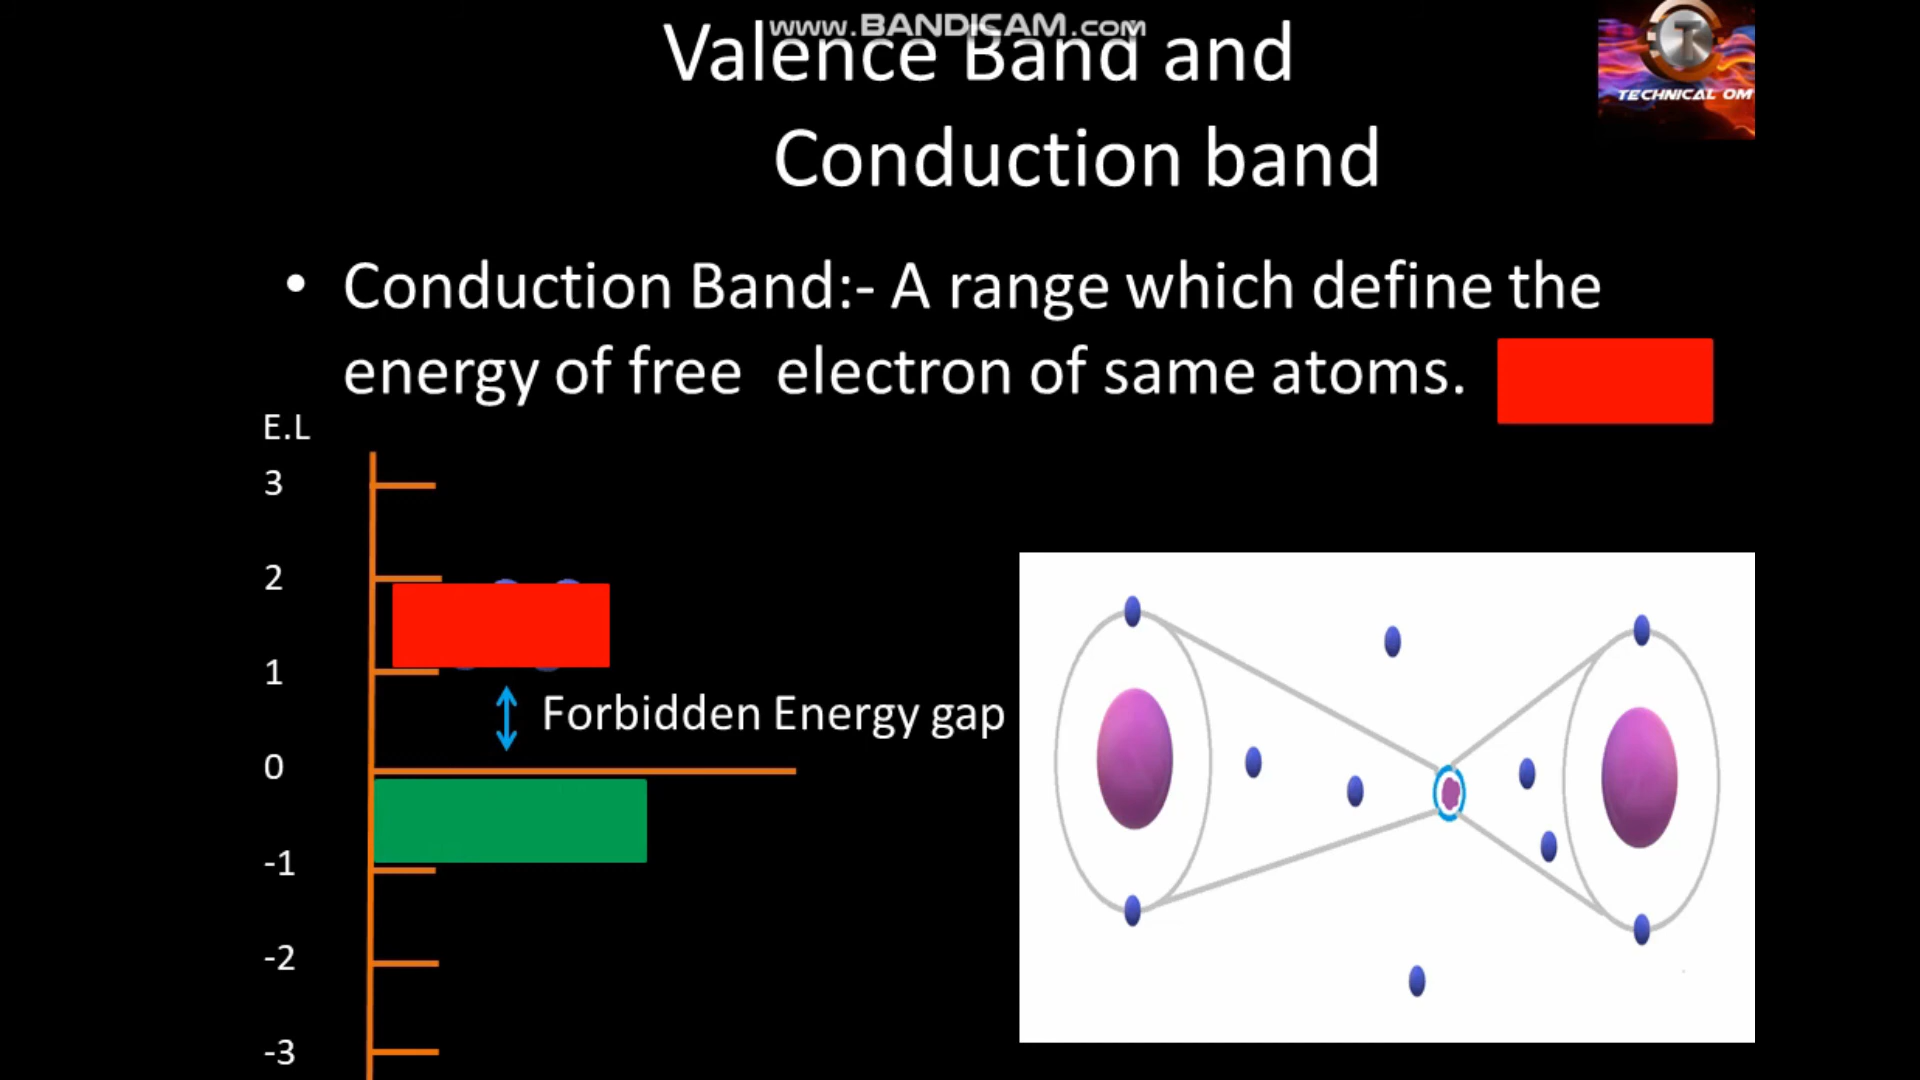 www.BANDICAM.com
Valence Band and
Conduction band
TECHNICAL OM
• Conduction Band:- A range which define the
energy of free electron of same atoms.
E.L
3
2
1
Forbidden Energy gap
0
-1
-2
-3